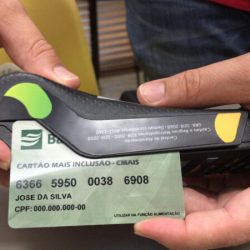 Ba
CARTÃO MAIS INCLUSÃO - CMAIS
6366 5950 0038 6908
JOSE DA SILVA
CPF: 000.000.000-00
UTILIZAR NA FUNÇÃO ALIMENTAÇÃO